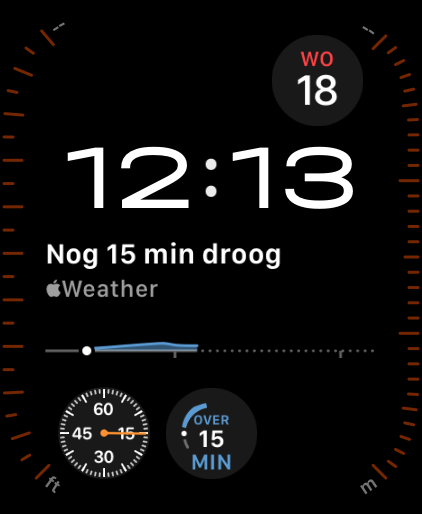 --
--
WO
18
12:13
Nog 15 min droog
Weather
60
45
15
30
OVER
15
MIN
ft
m